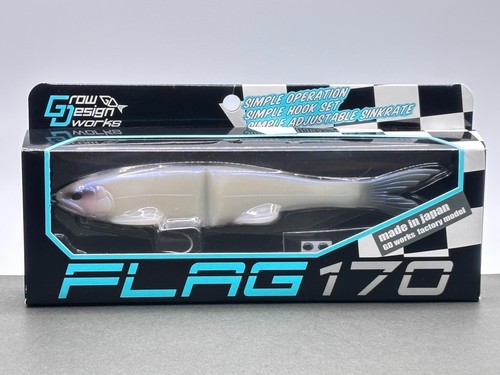 Grow
Design
works
SIMPLE OPERATION
SIMPLE HOOK SET
SIMPLE ADJUSTABLE SINKRATE
made in japan
GD works factory model
FLAG 170